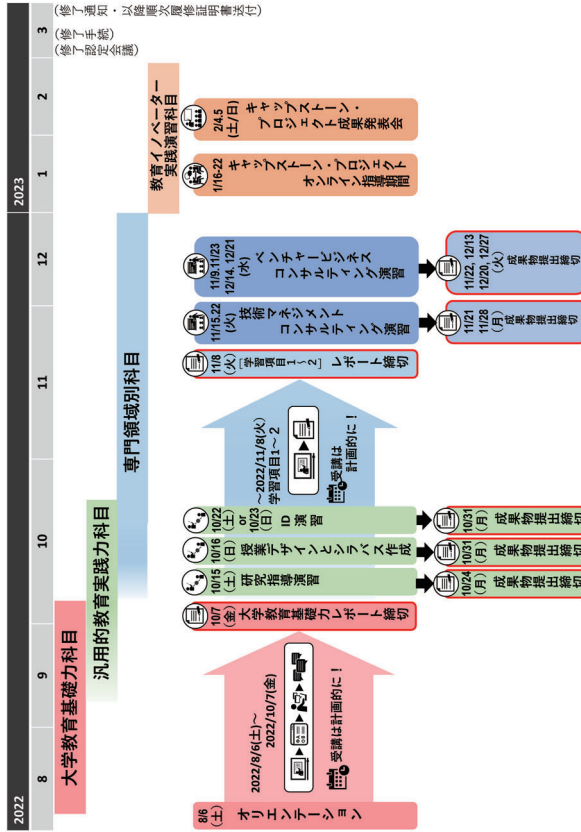 2022
2023
8
9
10
11
12
1
2
3
大学教育基礎力科目
汎用的教育実践力科目
専門領域別科目
教育イノベーター
実践演習科目
(修了認定会議)
(修了手続)
(修了通知・以降順次履修証明書送付)
8/6
(土)
オリエンテーション
2022/8/6(土)～
2022/10/7(金)
受講は計画的に！
10/7
(金)
大学教育基礎力レポート締切
10/15
(土)
研究指導演習
10/24
(月)
成果物提出締切
10/16
(日)
授業デザインとシラバス作成
10/31
(月)
成果物提出締切
10/22
(土)
or
10/23
(日)
ID 演習
10/31
(月)
成果物提出締切
～2022/11/8(火)
学習項目1～2
受講は
計画的に！
11/8
(火)
[学習項目1～2]
レポート締切
11/15.22
(火)
技術マネジメント
コンサルティング演習
11/21
11/28
(月)
成果物提出締切
11/9.11/23
12/14. 12/21
(水)
ベンチャービジネス
コンサルティング演習
11/22, 12/13
12/20, 12/27
(火)
成果物提出締切
1/16-22
キャップストーン・プロジェクト
オンライン指導期間
2/4.5
(土/日)
キャップストーン・
プロジェクト成果発表会